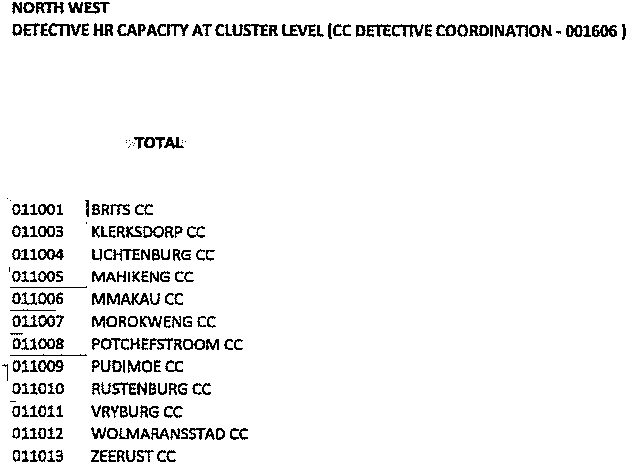 NORTH WEST
DETECTIVE HR CAPACITY AT CLUSTER LEVEL (CC DETECTIVE COORDINATION - 001606 )
TOTAL
011001 BRITS CC
011003 KLERKSDORP CC
011004 LICHTENBURG CC
011005 MAHIKENG CC
011006 MMAKAU CC
011007 MOROKWENG CC
011008 POTCHEFSTROOM CC
011009 PUDIMOE CC
011010 RUSTENBURG CC
011011 VRYBURG CC
011012 WOLMARANSSTAD CC
011013 ZEERUST CC